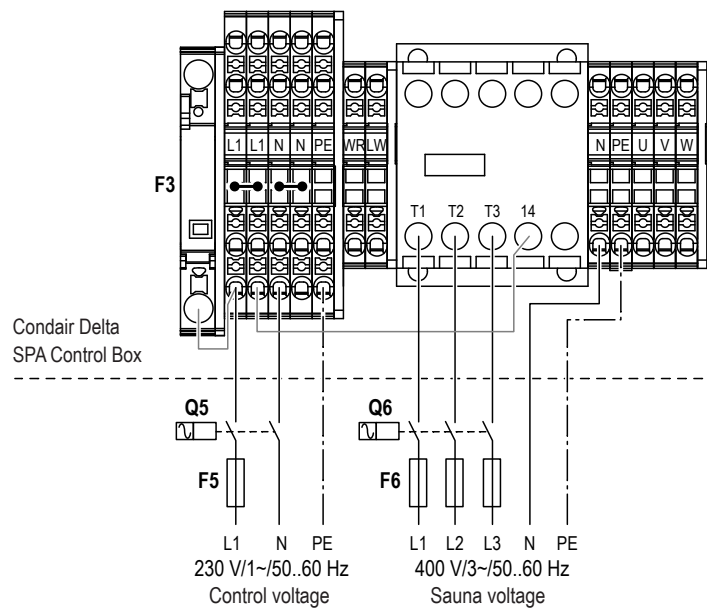 L1 L1 N N PE WR LW N PE U V W
F3
T1 T2 T3 14
Condair Delta
SPA Control Box
Q5 Q6
F5 F6
L1 N PE L1 L2 L3 N PE
230 V/1~/50..60 Hz 400 V/3~/50..60 Hz
Control voltage Sauna voltage